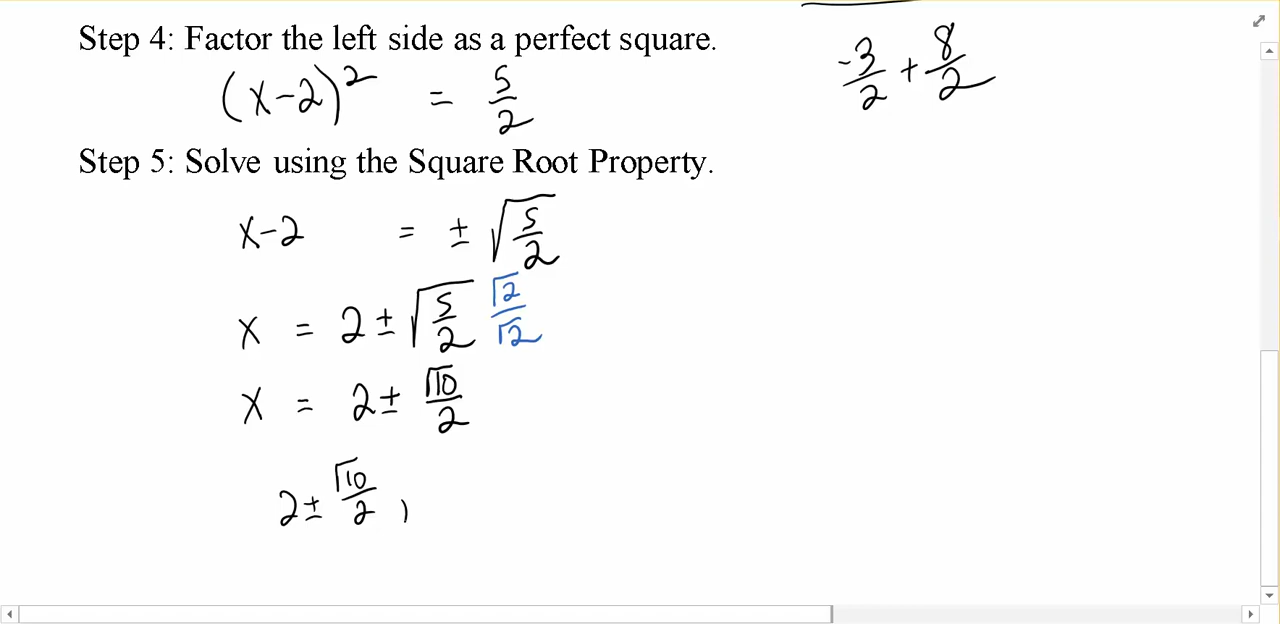 Step 4: Factor the left side as a perfect square.
-3/2 + 8/2
(x-2)² = 5/2
Step 5: Solve using the Square Root Property.
x-2 = ± √(5/2)
x = 2 ± √(5/2) √2/√2
x = 2 ± √10/2
2 ± √10/2 ,